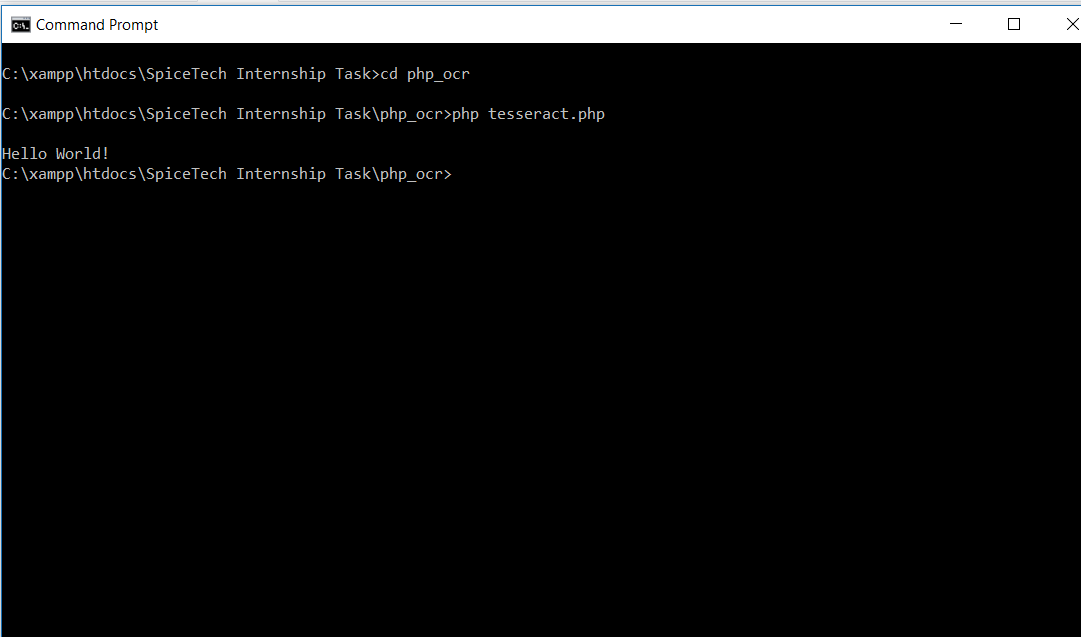 Command Prompt
C:\xampp\htdocs\SpiceTech Internship Task>cd php_ocr
C:\xampp\htdocs\SpiceTech Internship Task\php_ocr>php tesseract.php
Hello World!
C:\xampp\htdocs\SpiceTech Internship Task\php_ocr>